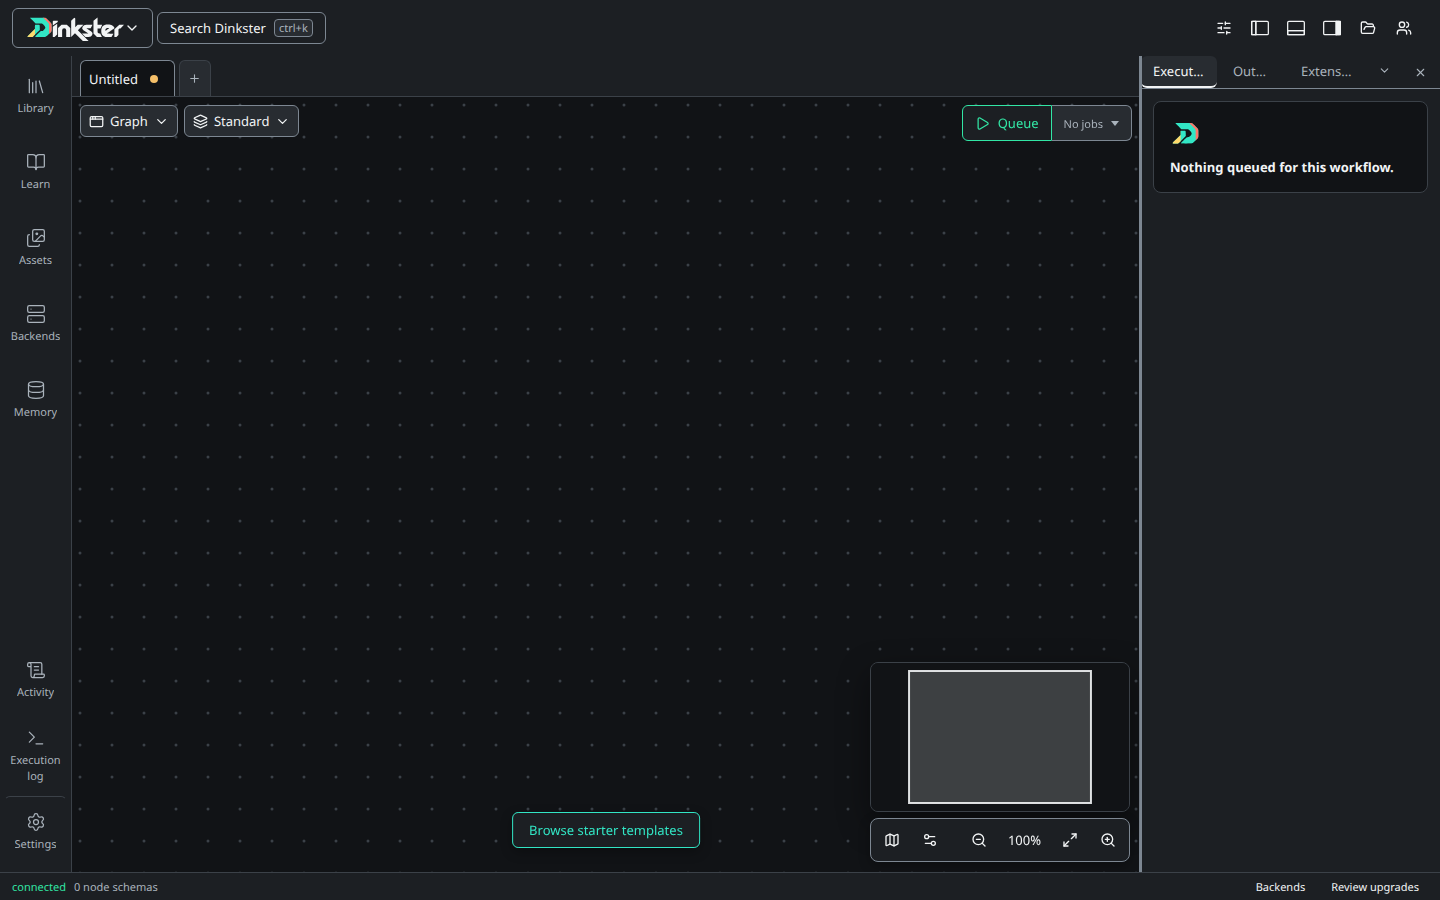 Dinkster
Search Dinkster ctrl+k
Untitled
Execut...
Out...
Extens...
Library
Learn
Assets
Backends
Memory
Activity
Execution
log
Settings
Graph
Standard
Queue
No jobs
Nothing queued for this workflow.
Browse starter templates
100%
connected
0 node schemas
Backends
Review upgrades